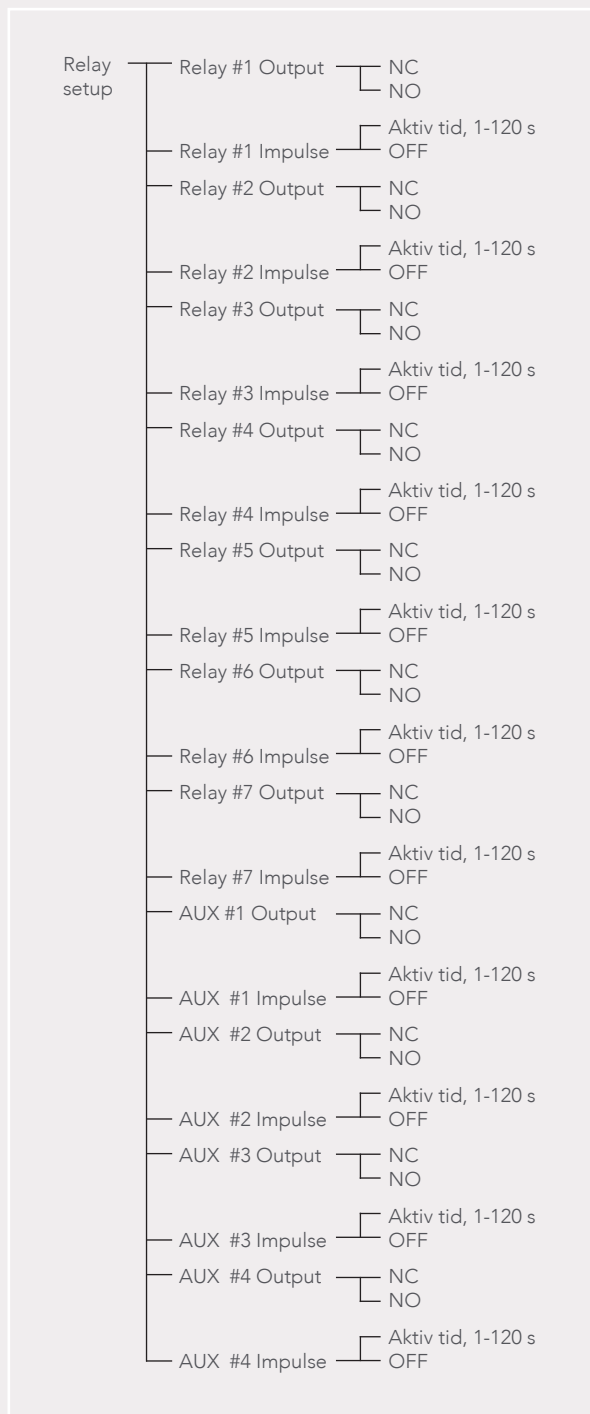 Relay setup
Relay #1 Output
NC
NO
Aktiv tid, 1-120 s
Relay #1 Impulse
OFF
Relay #2 Output
NC
NO
Aktiv tid, 1-120 s
Relay #2 Impulse
OFF
Relay #3 Output
NC
NO
Aktiv tid, 1-120 s
Relay #3 Impulse
OFF
Relay #4 Output
NC
NO
Aktiv tid, 1-120 s
Relay #4 Impulse
OFF
Relay #5 Output
NC
NO
Aktiv tid, 1-120 s
Relay #5 Impulse
OFF
Relay #6 Output
NC
NO
Aktiv tid, 1-120 s
Relay #6 Impulse
OFF
Relay #7 Output
NC
NO
Aktiv tid, 1-120 s
Relay #7 Impulse
OFF
AUX #1 Output
NC
NO
Aktiv tid, 1-120 s
AUX #1 Impulse
OFF
AUX #2 Output
NC
NO
Aktiv tid, 1-120 s
AUX #2 Impulse
OFF
AUX #3 Output
NC
NO
Aktiv tid, 1-120 s
AUX #3 Impulse
OFF
AUX #4 Output
NC
NO
Aktiv tid, 1-120 s
AUX #4 Impulse
OFF